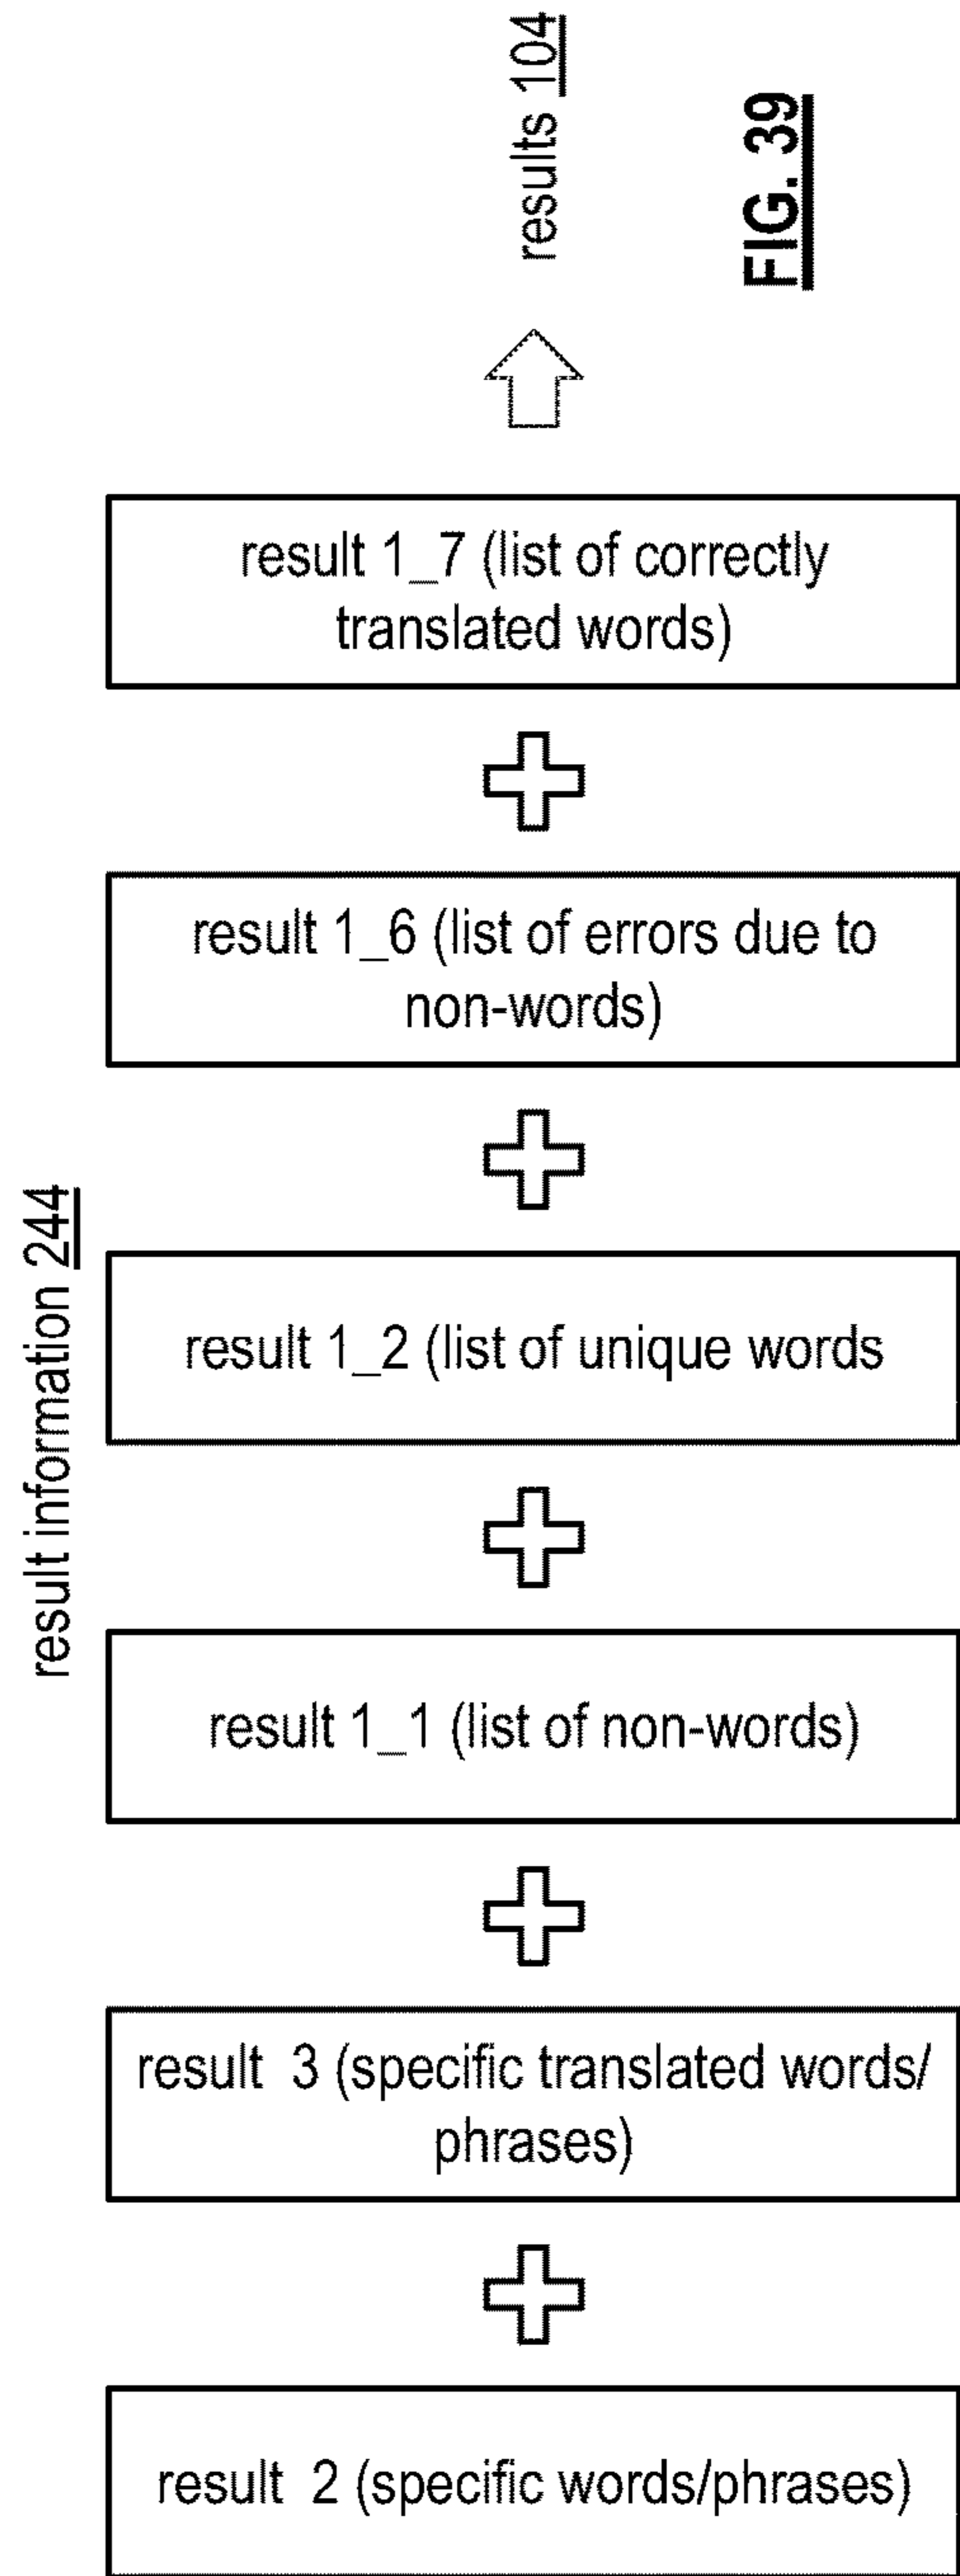 result information 244
result 2 (specific words/phrases)
result 3 (specific translated words/
phrases)
result 1_1 (list of non-words)
result 1_2 (list of unique words
result 1_6 (list of errors due to
non-words)
result 1_7 (list of correctly
translated words)
results 104
FIG. 39